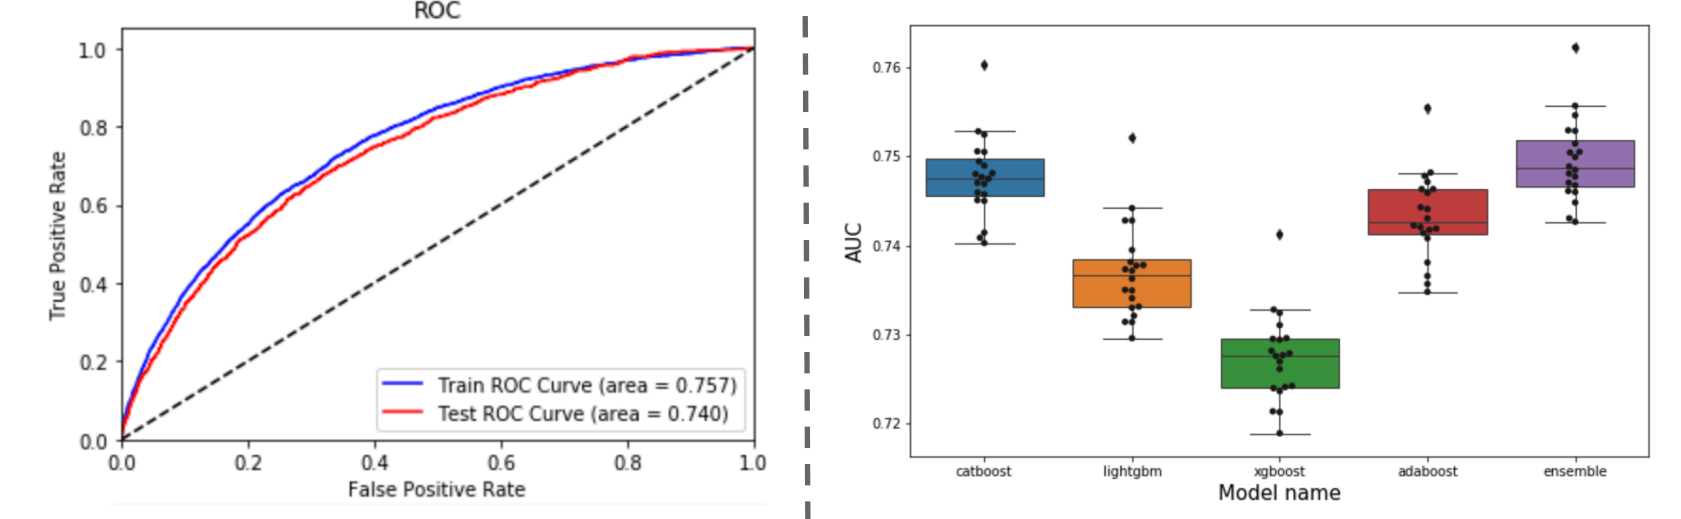 ROC
1.0
0.8
0.6
0.4
0.2
0.0
True Positive Rate
Train ROC Curve (area = 0.757)
Test ROC Curve (area = 0.740)
0.0 0.2 0.4 0.6 0.8 1.0
False Positive Rate
0.76
0.75
0.74
0.73
0.72
AUC
catboost lightgbm xgboost adaboost ensemble
Model name